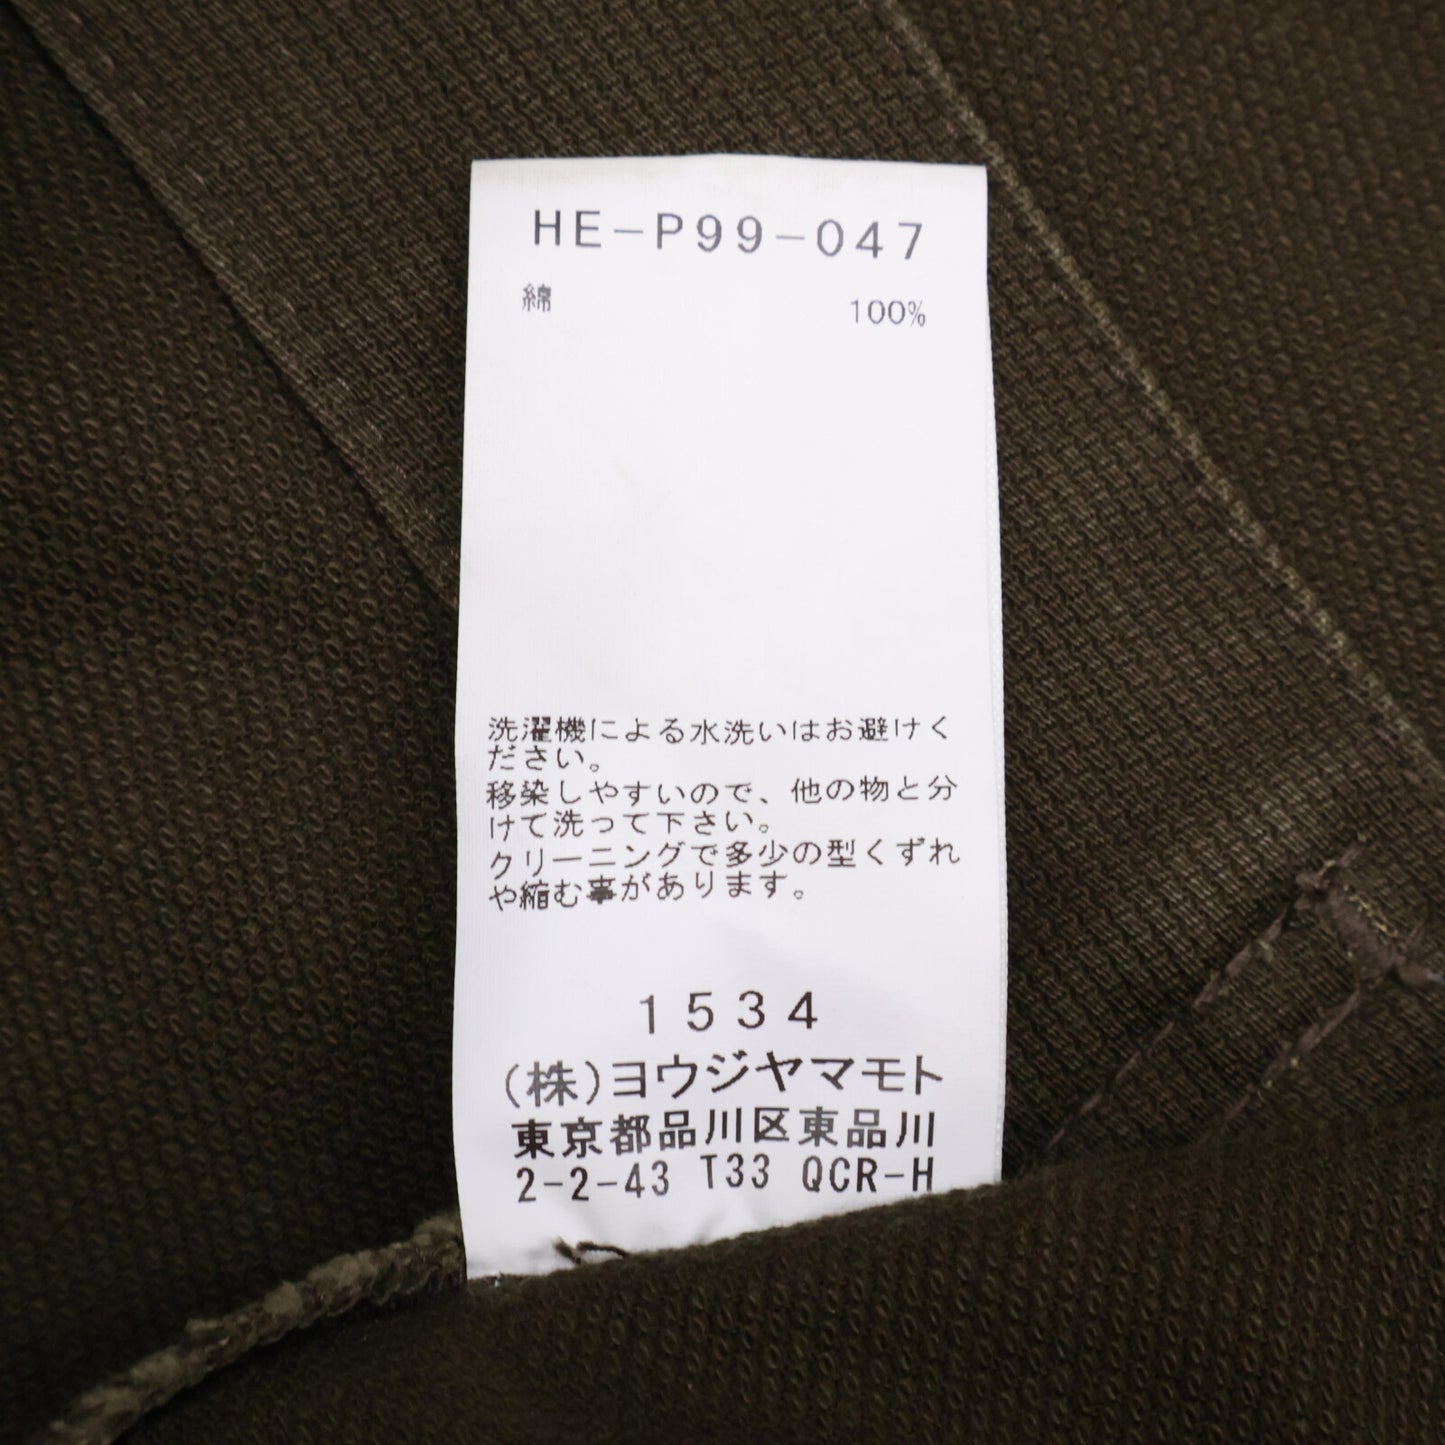 HE-P99-047
綿 100%
洗濯機による水洗いはお避けく
ださい。
移染しやすいので、他の物と分
けて洗って下さい。
クリーニングで多少の型くずれ
や縮む事があります。
1534
(株)ヨウジヤマモト
東京都品川区東品川
2-2-43 T33 QCR-H